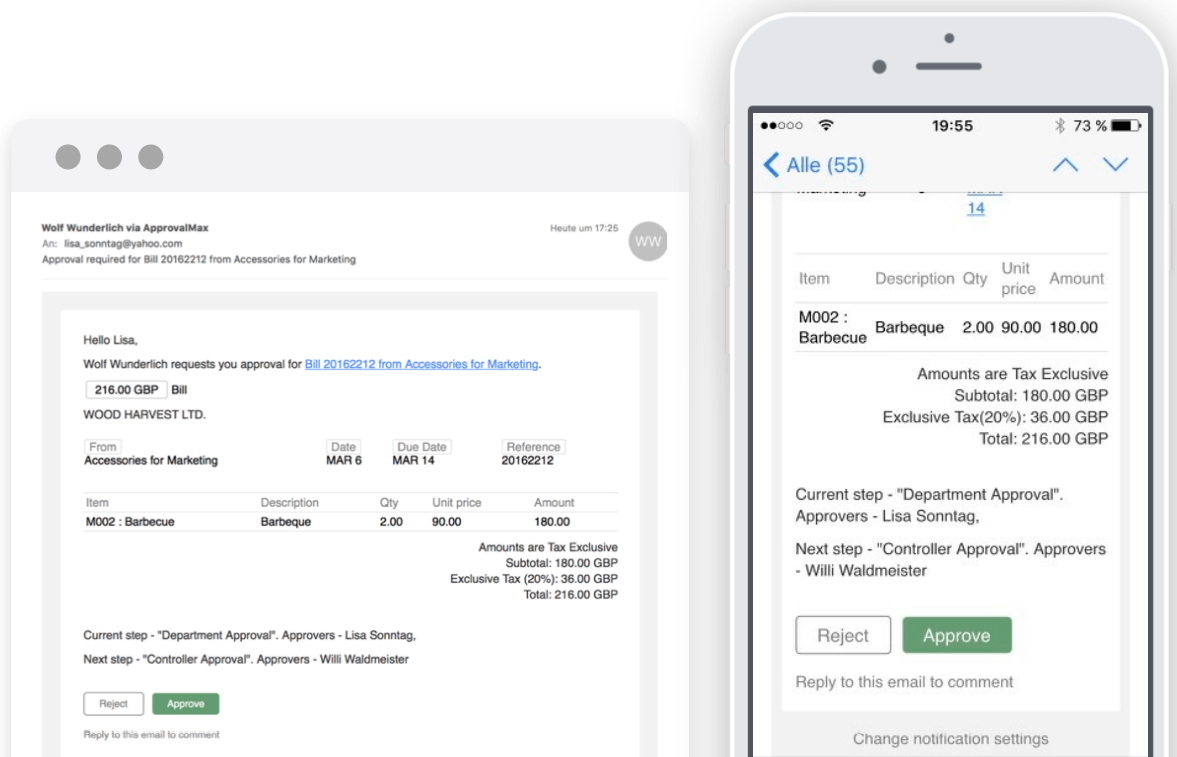 Wolf Wunderlich via ApprovalMax
Heute um 17:25
WW
An: lisa_sonntag@yahoo.com
Approval required for Bill 20162212 from Accessories for Marketing
Hello Lisa,
Wolf Wunderlich requests you approval for Bill 20162212 from Accessories for Marketing.
216.00 GBP Bill
WOOD HARVEST LTD.
From Date Due Date Reference
Accessories for Marketing MAR 6 MAR 14 20162212
Item Description Qty Unit price Amount
M002 : Barbecue Barbeque 2.00 90.00 180.00
Amounts are Tax Exclusive
Subtotal: 180.00 GBP
Exclusive Tax (20%): 36.00 GBP
Total: 216.00 GBP
Current step - "Department Approval". Approvers - Lisa Sonntag,
Next step - "Controller Approval". Approvers - Willi Waldmeister
Reject Approve
Reply to this email to comment
19:55 73 %
Alle (55)
14
Item Description Qty Unit price Amount
M002 : Barbecue Barbeque 2.00 90.00 180.00
Amounts are Tax Exclusive
Subtotal: 180.00 GBP
Exclusive Tax(20%): 36.00 GBP
Total: 216.00 GBP
Current step - "Department Approval".
Approvers - Lisa Sonntag,
Next step - "Controller Approval". Approvers
- Willi Waldmeister
Reject Approve
Reply to this email to comment
Change notification settings